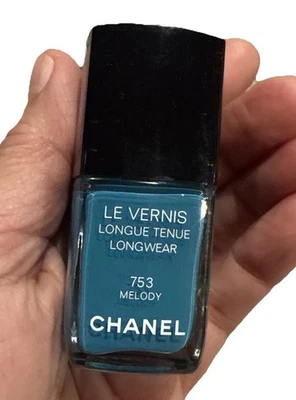 LE VERNIS
LONGUE TENUE
LONGWEAR
753
MELODY
CHANEL